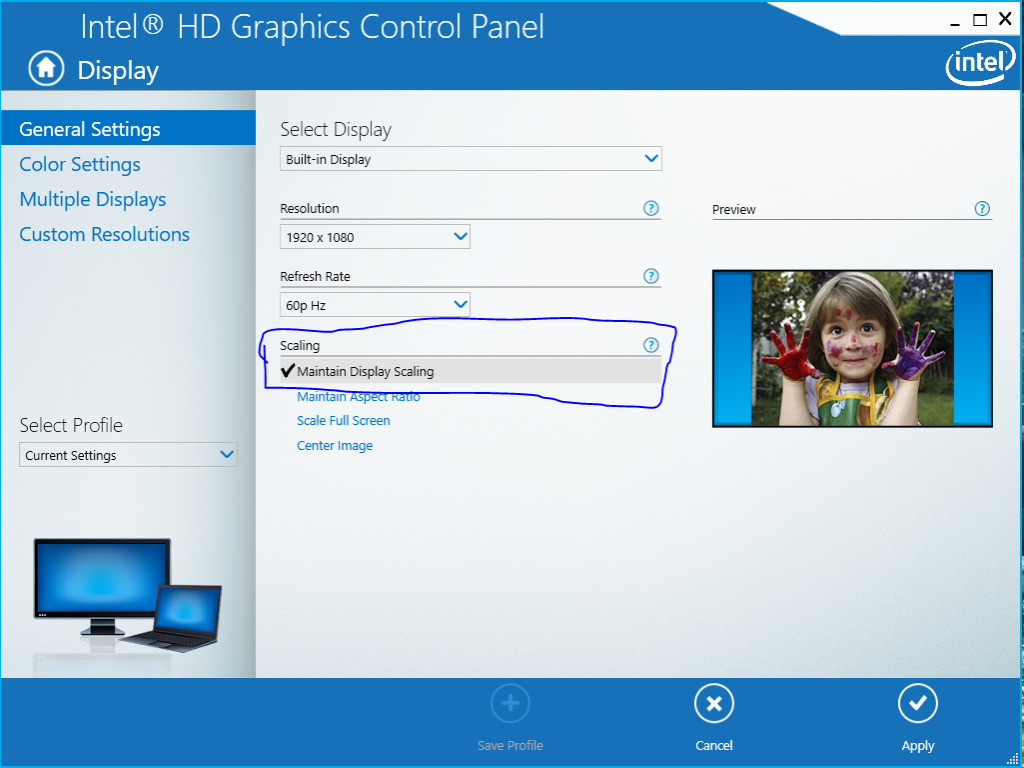 Intel® HD Graphics Control Panel
Display
intel
General Settings
Color Settings
Multiple Displays
Custom Resolutions
Select Profile
Current Settings
Select Display
Built-in Display
Resolution
?
1920 x 1080
Refresh Rate
?
60p Hz
Scaling
?
✔Maintain Display Scaling
Maintain Aspect Ratio
Scale Full Screen
Center Image
Preview
?
Save Profile
Cancel
Apply